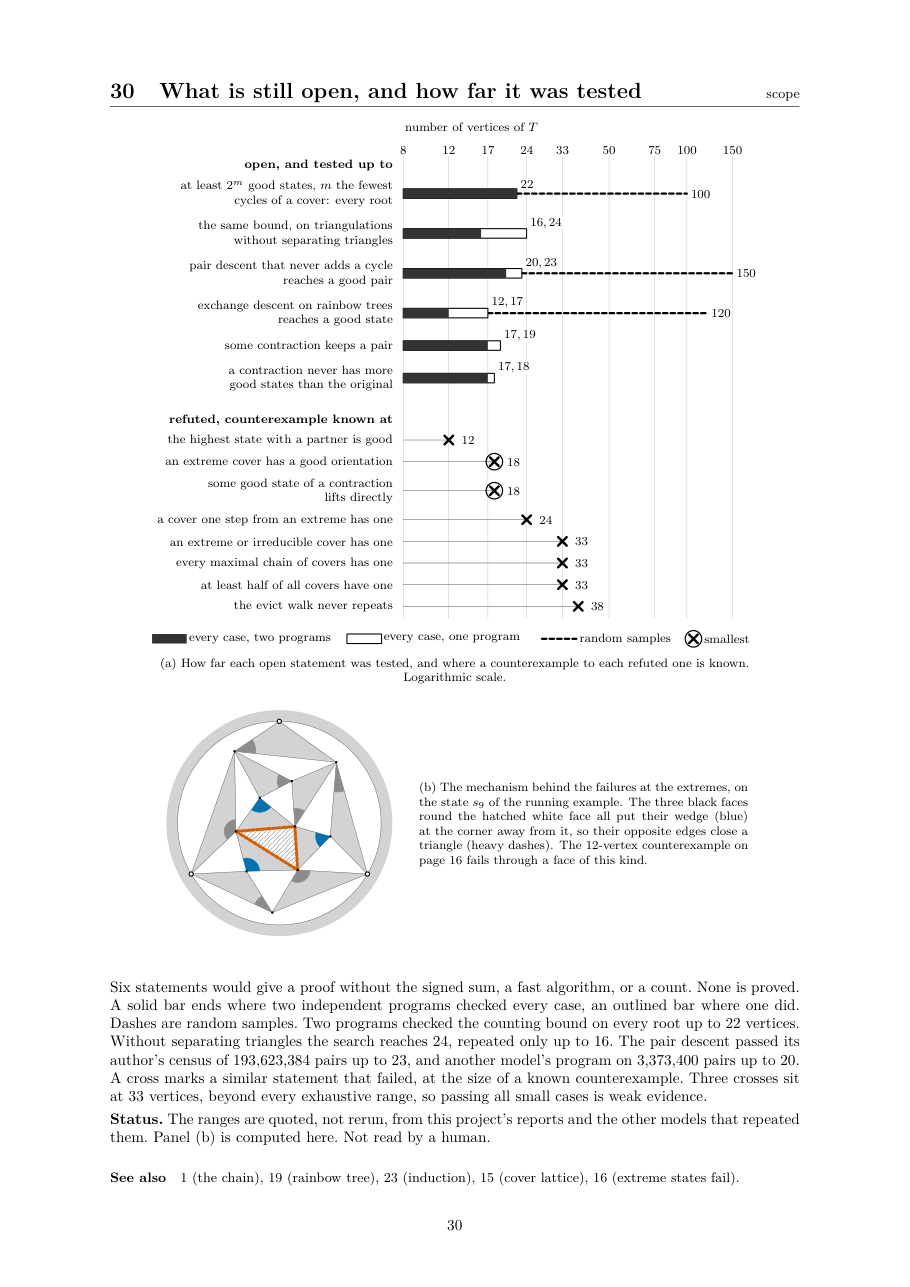 30 What is still open, and how far it was tested scope
number of vertices of T
8 12 17 24 33 50 75 100 150
open, and tested up to
at least 2^m good states, m the fewest
cycles of a cover: every root
22
100
the same bound, on triangulations
without separating triangles
16, 24
pair descent that never adds a cycle
reaches a good pair
20, 23
150
exchange descent on rainbow trees
reaches a good state
12, 17
120
some contraction keeps a pair
17, 19
a contraction never has more
good states than the original
17, 18
refuted, counterexample known at
the highest state with a partner is good 12
an extreme cover has a good orientation 18
some good state of a contraction
lifts directly
18
a cover one step from an extreme has one 24
an extreme or irreducible cover has one 33
every maximal chain of covers has one 33
at least half of all covers have one 33
the evict walk never repeats 38
every case, two programs every case, one program random samples smallest
(a) How far each open statement was tested, and where a counterexample to each refuted one is known.
Logarithmic scale.
(b) The mechanism behind the failures at the extremes, on
the state s₉ of the running example. The three black faces
round the hatched white face all put their wedge (blue)
at the corner away from it, so their opposite edges close a
triangle (heavy dashes). The 12-vertex counterexample on
page 16 fails through a face of this kind.
Six statements would give a proof without the signed sum, a fast algorithm, or a count. None is proved.
A solid bar ends where two independent programs checked every case, an outlined bar where one did.
Dashes are random samples. Two programs checked the counting bound on every root up to 22 vertices.
Without separating triangles the search reaches 24, repeated only up to 16. The pair descent passed its
author's census of 193,623,384 pairs up to 23, and another model's program on 3,373,400 pairs up to 20.
A cross marks a similar statement that failed, at the size of a known counterexample. Three crosses sit
at 33 vertices, beyond every exhaustive range, so passing all small cases is weak evidence.
Status. The ranges are quoted, not rerun, from this project's reports and the other models that repeated
them. Panel (b) is computed here. Not read by a human.
See also 1 (the chain), 19 (rainbow tree), 23 (induction), 15 (cover lattice), 16 (extreme states fail).
30